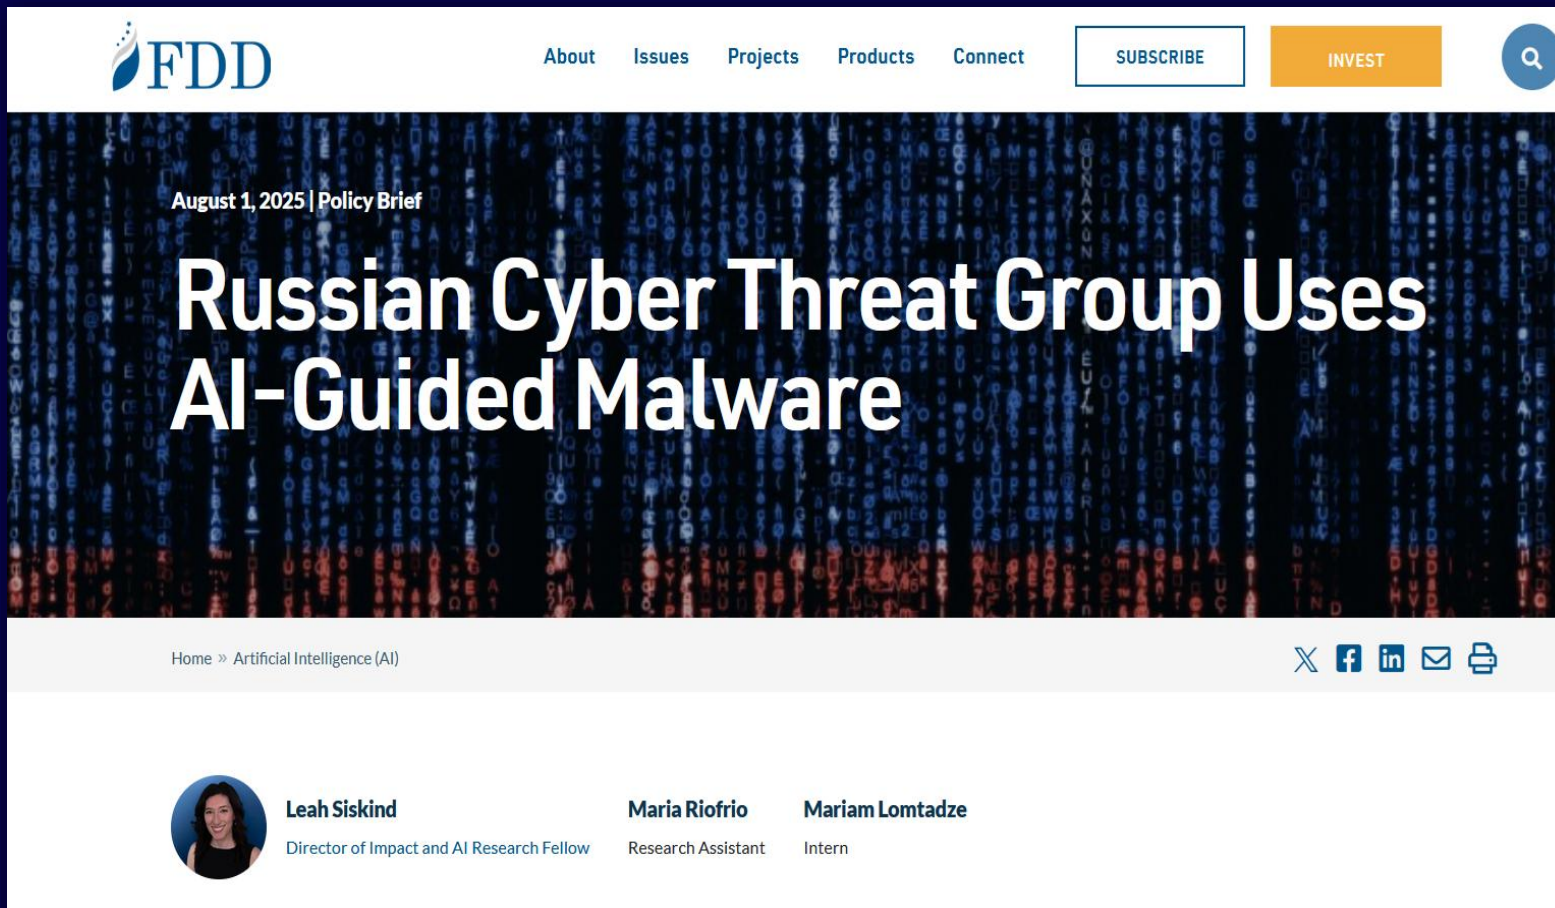 FDD
About Issues Projects Products Connect SUBSCRIBE INVEST
August 1, 2025 | Policy Brief
Russian Cyber Threat Group Uses
AI-Guided Malware
Home » Artificial Intelligence (AI)
Leah Siskind Maria Riofrio Mariam Lomtadze
Director of Impact and AI Research Fellow Research Assistant Intern